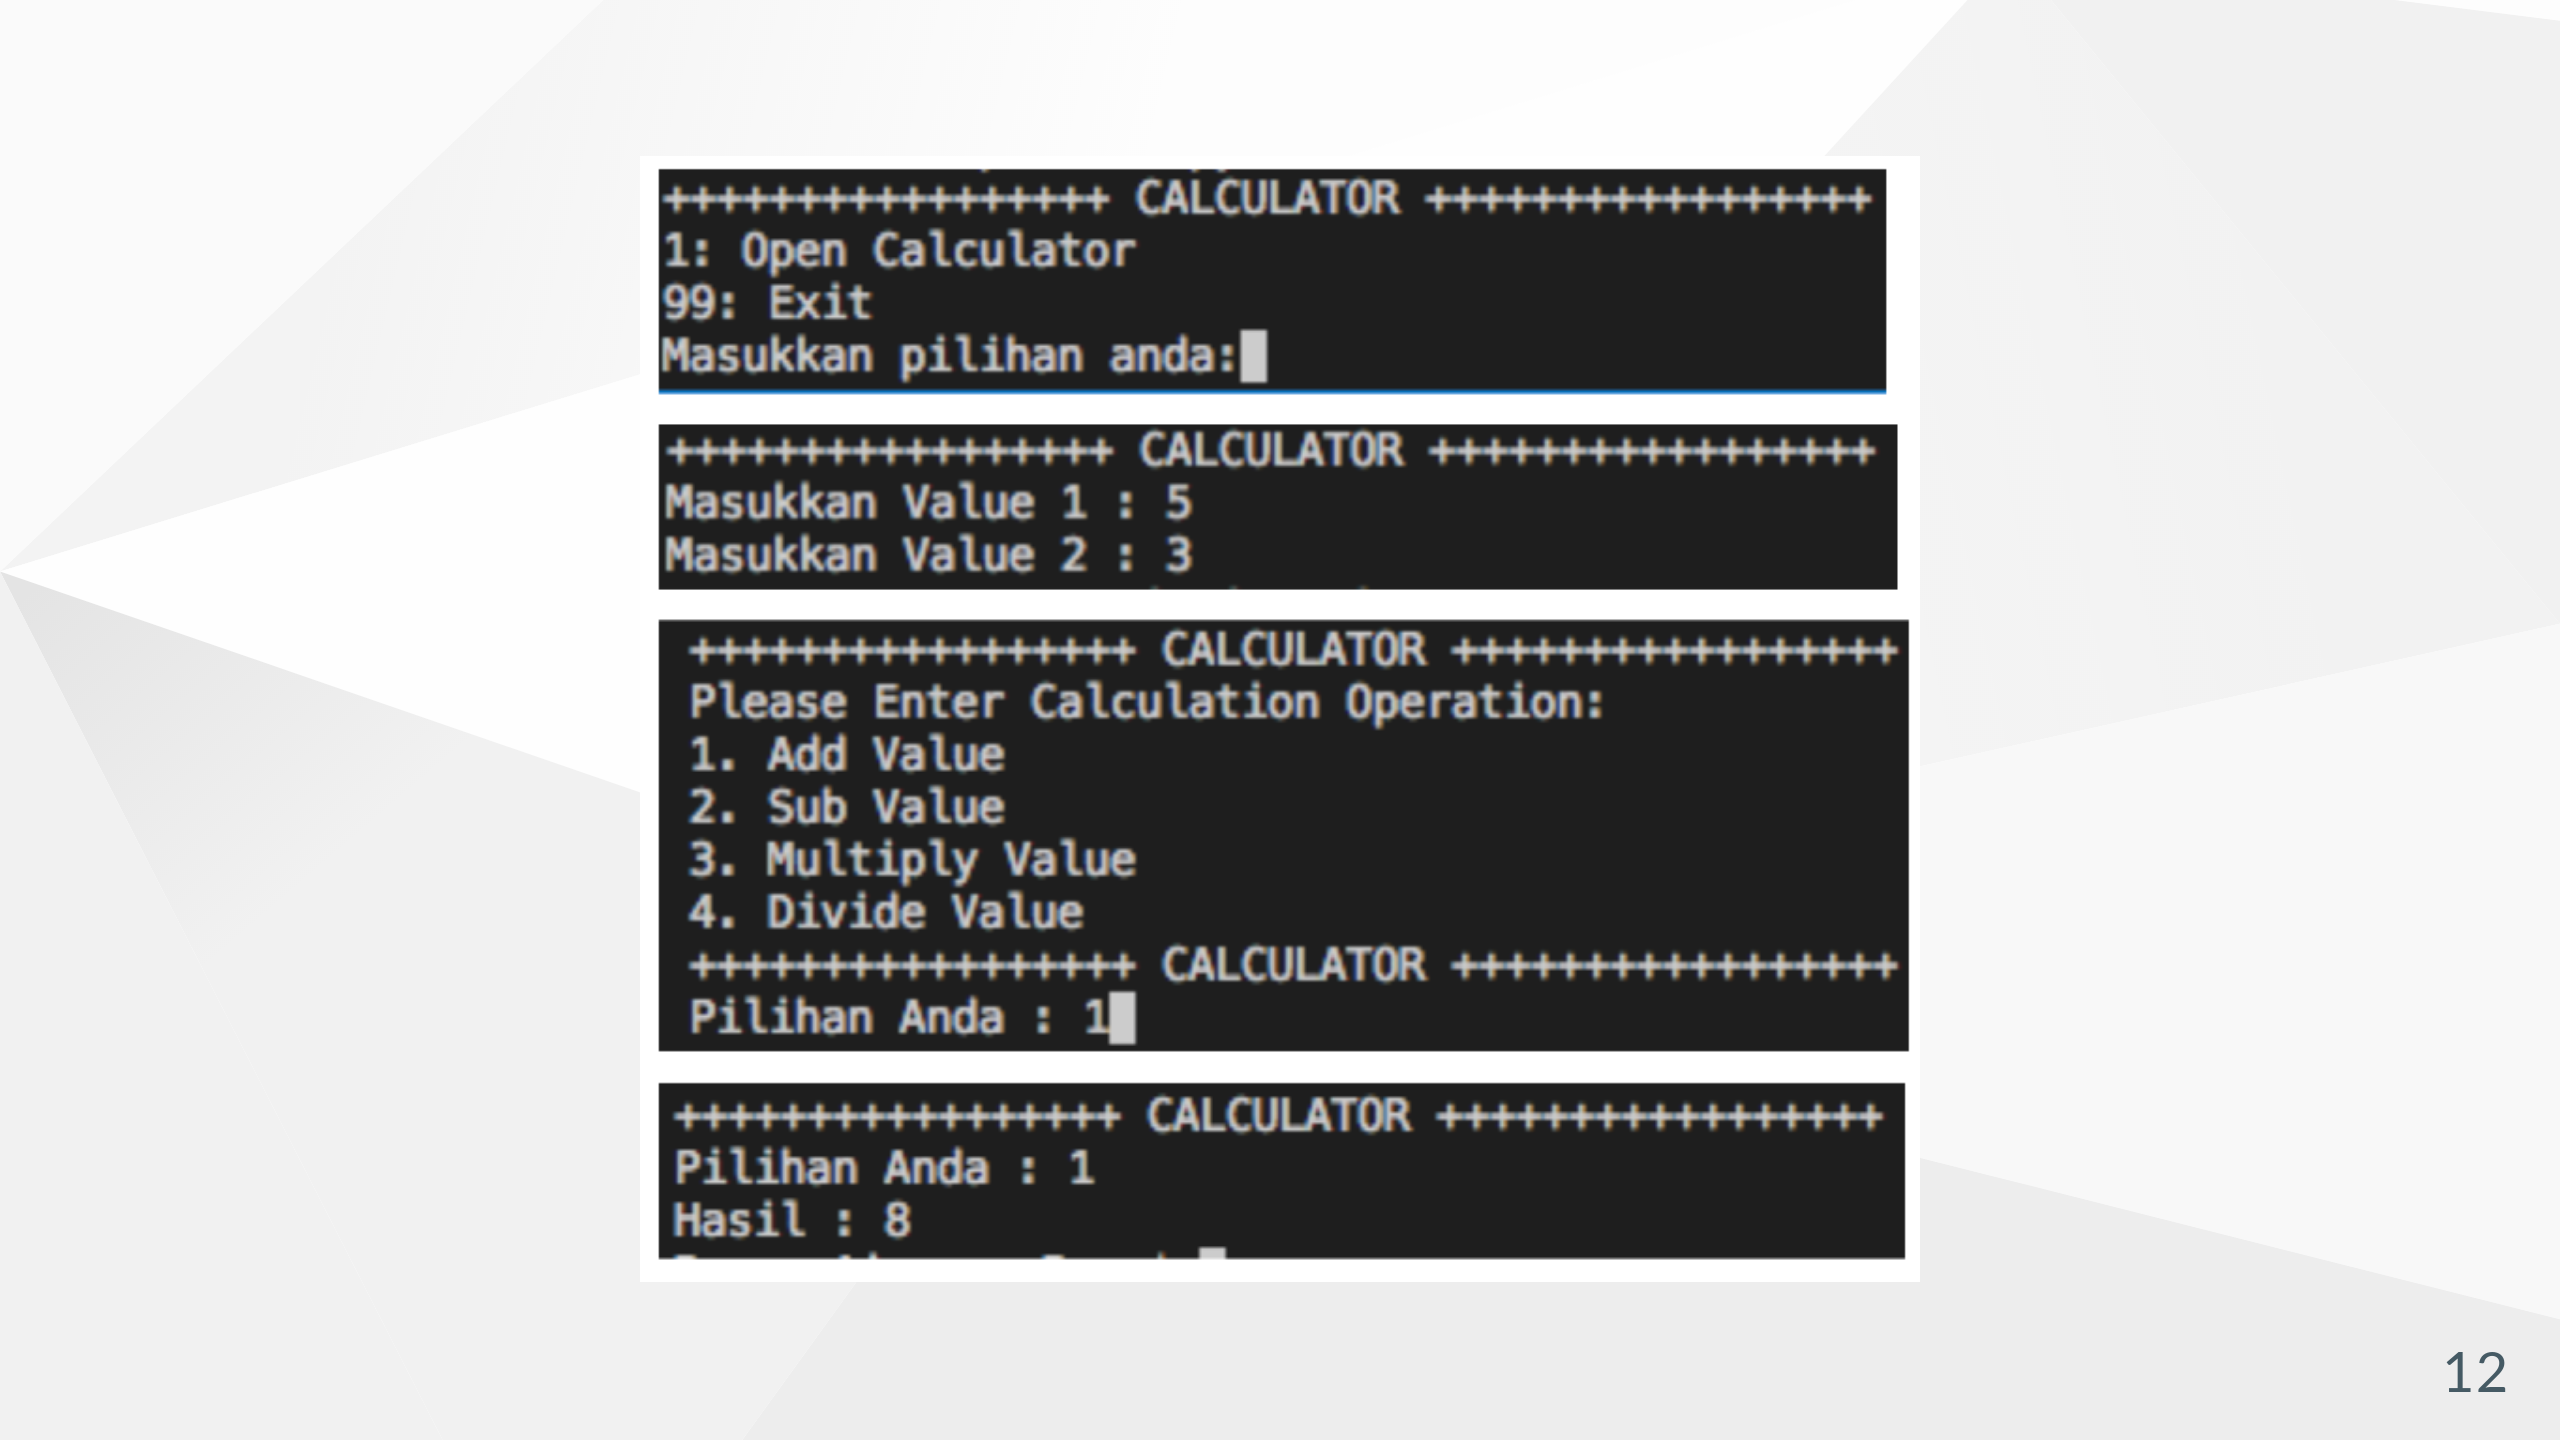 +++++++++++++++++ CALCULATOR +++++++++++++++++
1: Open Calculator
99: Exit
Masukkan pilihan anda:
+++++++++++++++++ CALCULATOR +++++++++++++++++
Masukkan Value 1 : 5
Masukkan Value 2 : 3
+++++++++++++++++ CALCULATOR +++++++++++++++++
Please Enter Calculation Operation:
1. Add Value
2. Sub Value
3. Multiply Value
4. Divide Value
+++++++++++++++++ CALCULATOR +++++++++++++++++
Pilihan Anda : 1
+++++++++++++++++ CALCULATOR +++++++++++++++++
Pilihan Anda : 1
Hasil : 8
12